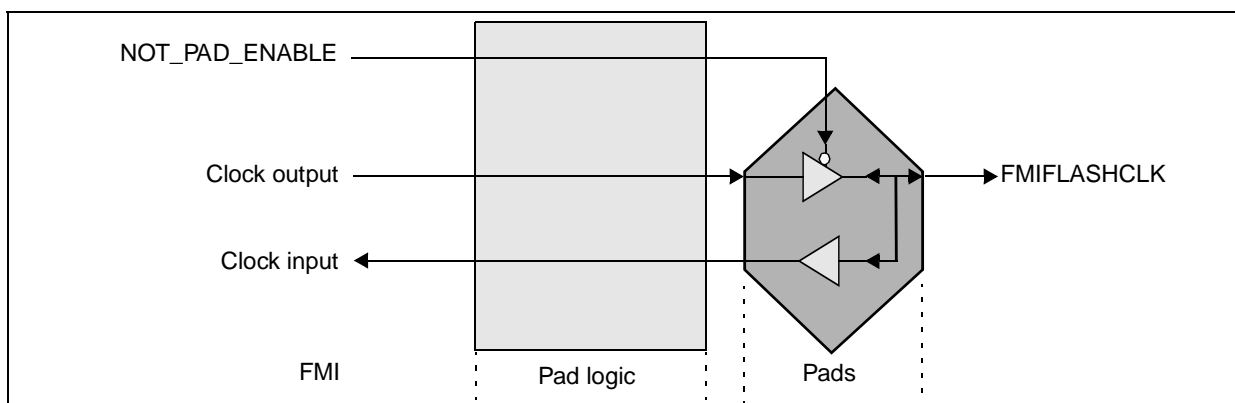 NOT_PAD_ENABLE
Clock output
FMIFLASHCLK
Clock input
FMI
Pad logic
Pads